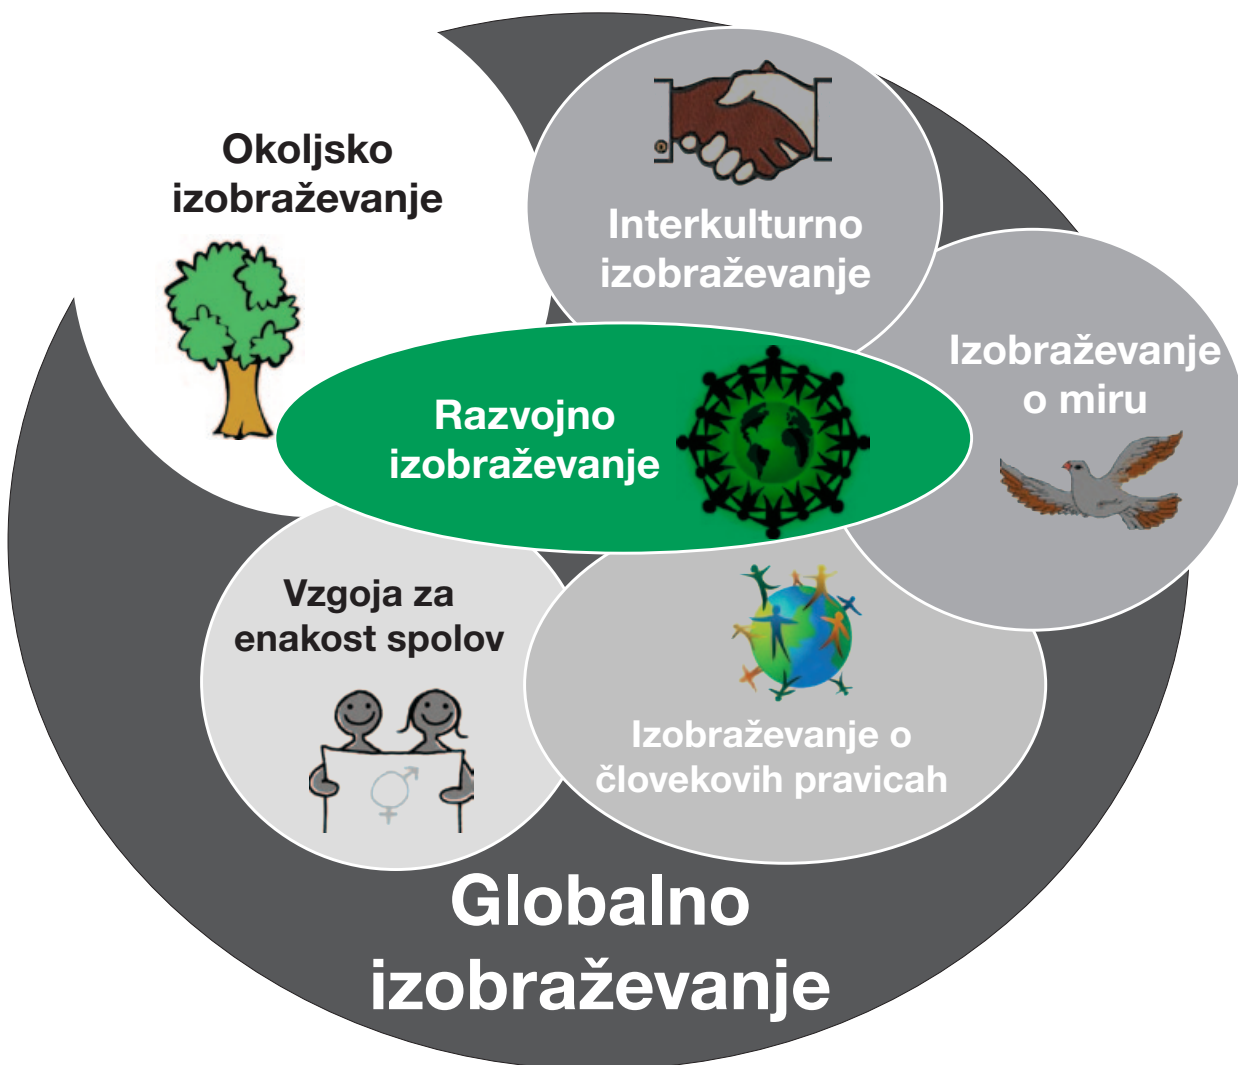 Okoljsko
izobraževanje
Interkulturno
izobraževanje
Izobraževanje
o miru
Razvojno
izobraževanje
Vzgoja za
enakost spolov
Izobraževanje o
človekovih pravicah
Globalno
izobraževanje